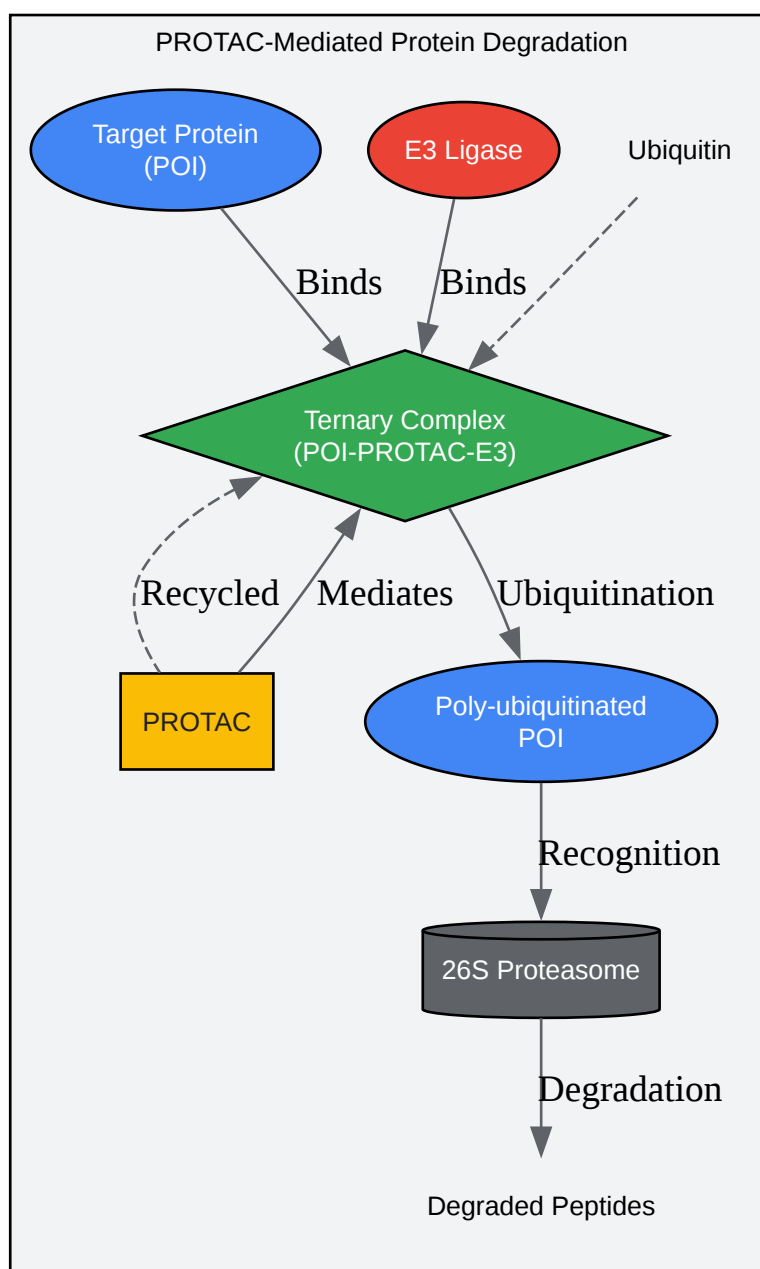 PROTAC-Mediated Protein Degradation
Target Protein
(POI)
E3 Ligase
Ubiquitin
Binds
Binds
Ternary Complex
(POI-PROTAC-E3)
Recycled
Mediates
Ubiquitination
PROTAC
Poly-ubiquitinated
POI
Recognition
26S Proteasome
Degradation
Degraded Peptides